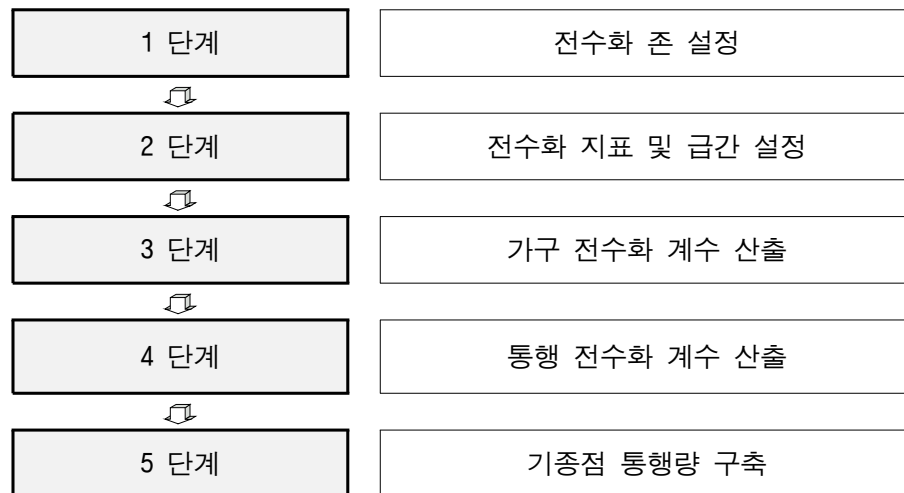 1 단계
전수화 존 설정
2 단계
전수화 지표 및 급간 설정
3 단계
가구 전수화 계수 산출
4 단계
통행 전수화 계수 산출
5 단계
기종점 통행량 구축